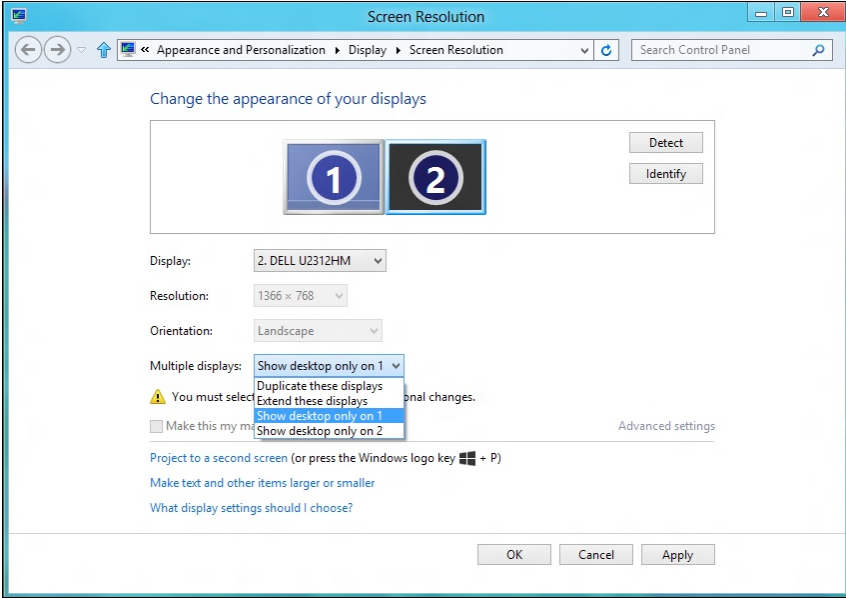 Screen Resolution
« Appearance and Personalization Display Screen Resolution Search Control Panel
Change the appearance of your displays
1 2
Detect
Identify
Display: 2. DELL U2312HM
Resolution: 1366 × 768
Orientation: Landscape
Multiple displays: Show desktop only on 1
Duplicate these displays
You must selec onal changes.
Extend these displays
Show desktop only on 1
Make this my ma Advanced settings
Show desktop only on 2
Project to a second screen (or press the Windows logo key + P)
Make text and other items larger or smaller
What display settings should I choose?
OK Cancel Apply